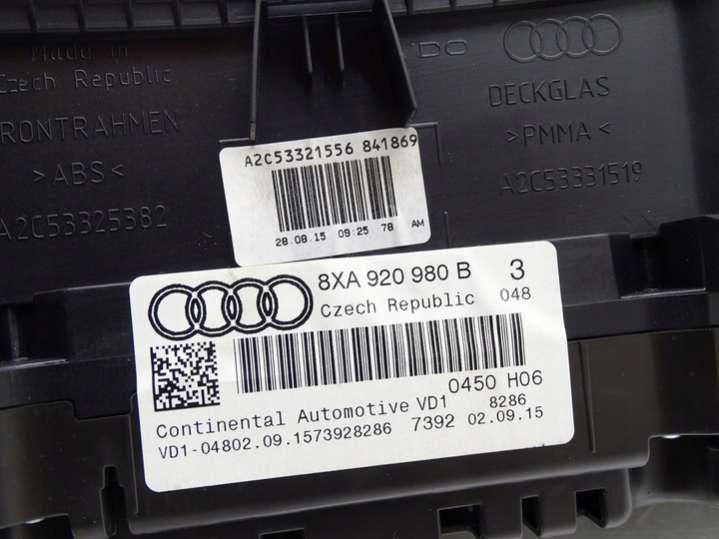 Made in
Czech Republic
FRONTRAHMEN
>ABS<
A2C53325382
VDO
DECKGLAS
>PMMA<
A2C53331519
A2C53321556 841869
28.08.15 09:25 78 AM
8XA 920 980 B 3
Czech Republic 048
0450 H06
Continental Automotive VD1 8286
VD1-04802.09.1573928286 7392 02.09.15